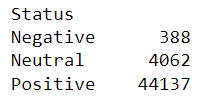 Status
Negative 388
Neutral 4062
Positive 44137